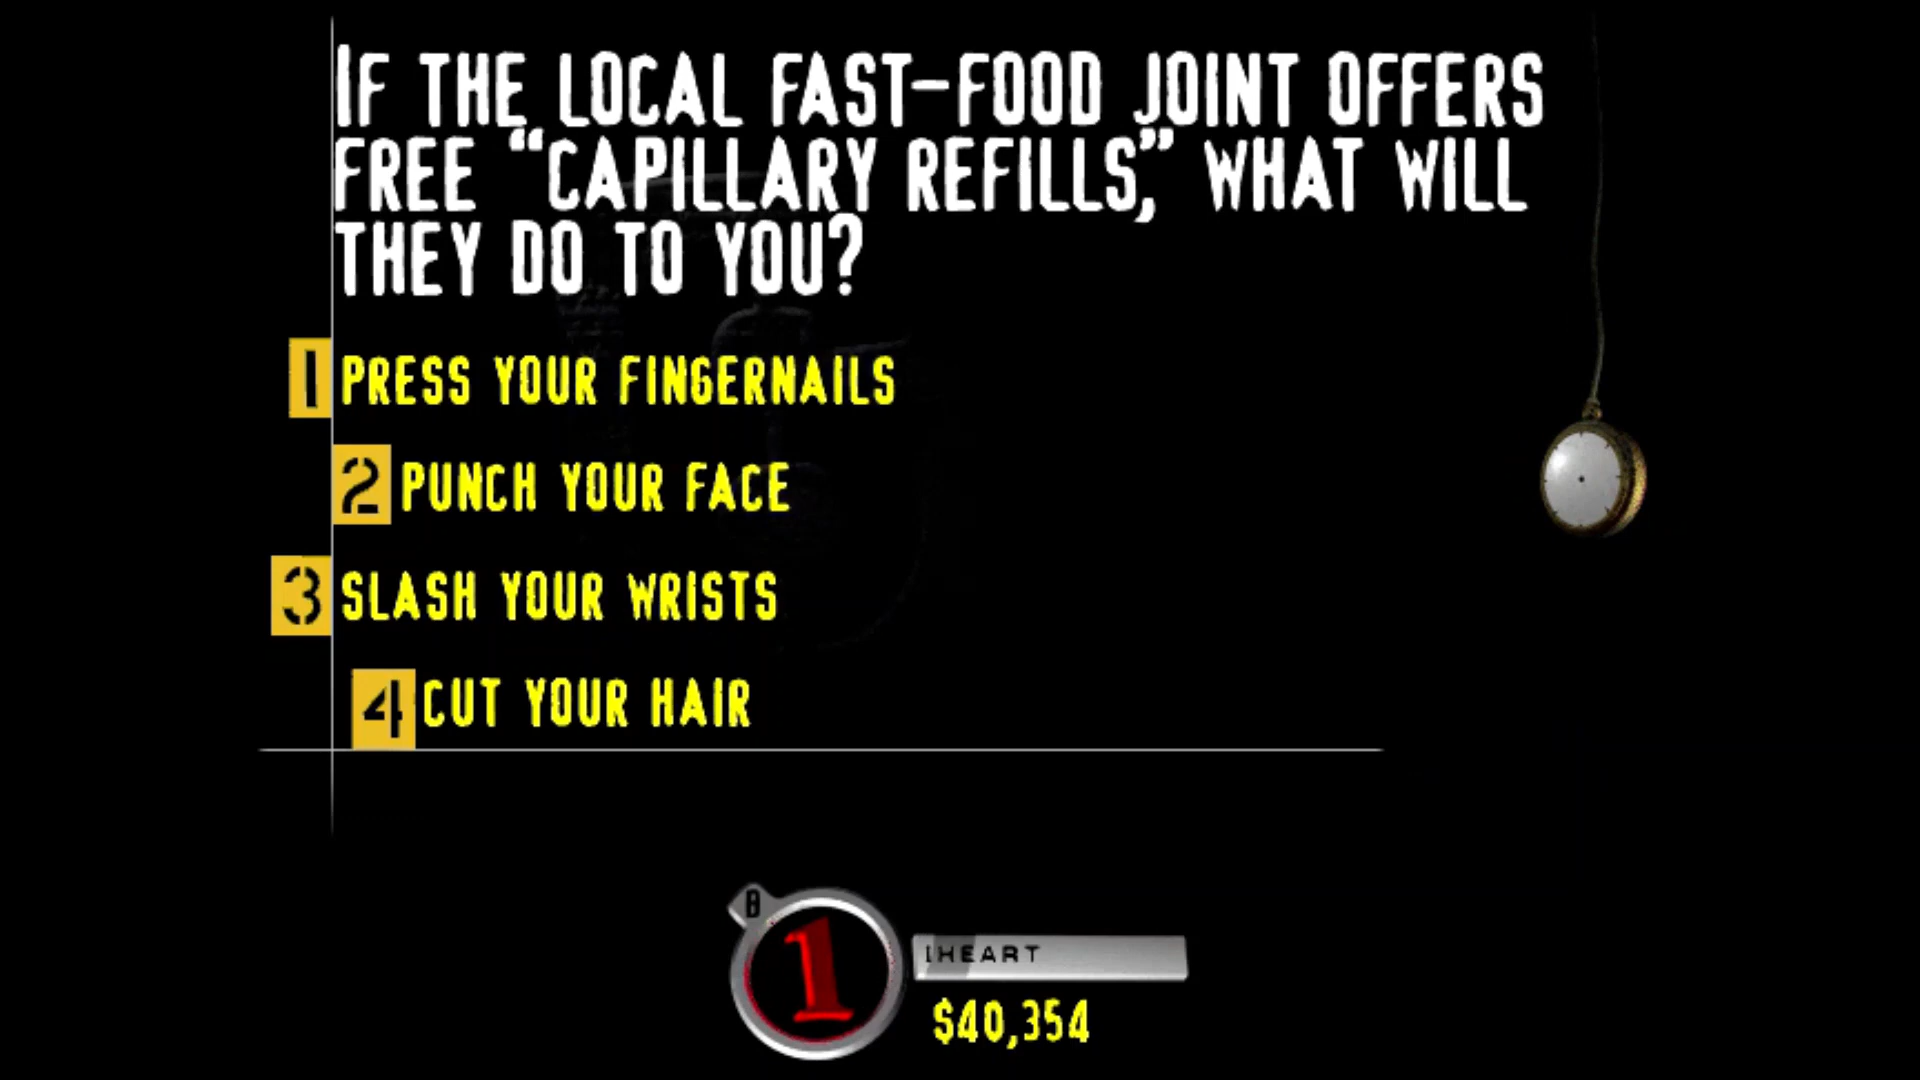 IF THE LOCAL FAST-FOOD JOINT OFFERS
FREE “CAPILLARY REFILLS,” WHAT WILL
THEY DO TO YOU?
1 PRESS YOUR FINGERNAILS
2 PUNCH YOUR FACE
3 SLASH YOUR WRISTS
4 CUT YOUR HAIR
B
1
IHEART
$40,354